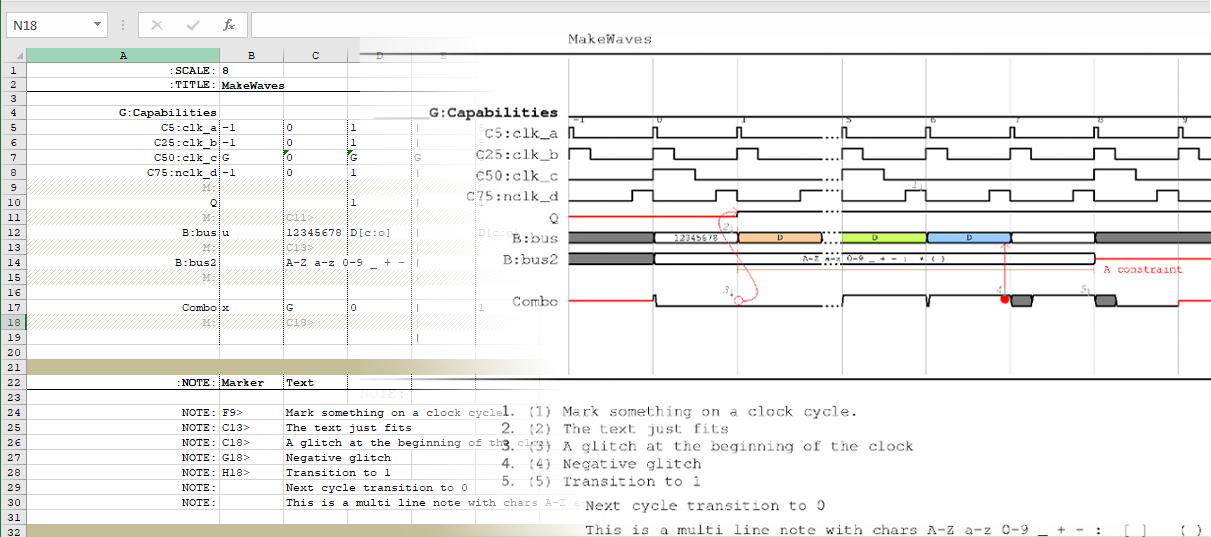 N18 fx
MakeWaves
A B C D E
1 :SCALE: 8
2 :TITLE: MakeWaves
3
4 G:Capabilities G:Capabilities
-1 0 1 5 6 7 8 9
5 C5:clk_a -1 0 1 C5:clk_a
6 C25:clk_b -1 0 1 | C25:clk_b
7 C50:clk_c G 0 G G C50:clk_c
8 C75:nclk_d -1 0 1 | C75:nclk_d 1↓
9 M:
10 Q 1 | Q
11 M: C11> 2↓
12 B:bus u 12345678 D[c:o] | B:bus 12345678 D D D
13 M: C13>
14 B:bus2 A-Z a-z 0-9 _ + - B:bus2 A-Z a-z 0-9 _ + - : ( )
15 M: A constraint
16 3↓ 4↓ 5↓
17 Combo x G 0 | 1 Combo
18 M: C18>
19 |
20
21
22 :NOTE: Marker Text
23 NOTE:
24 NOTE: F9> Mark something on a clock cycle 1. (1) Mark something on a clock cycle.
25 NOTE: C13> The text just fits 2. (2) The text just fits
26 NOTE: C18> A glitch at the beginning of the clo 3. (3) A glitch at the beginning of the clock
27 NOTE: G18> Negative glitch 4. (4) Negative glitch
28 NOTE: H18> Transition to 1 5. (5) Transition to 1
29 NOTE: Next cycle transition to 0 Next cycle transition to 0
30 NOTE: This is a multi line note with chars A-Z a
31 This is a multi line note with chars A-Z a-z 0-9 _ + - : [ ] ( )
32